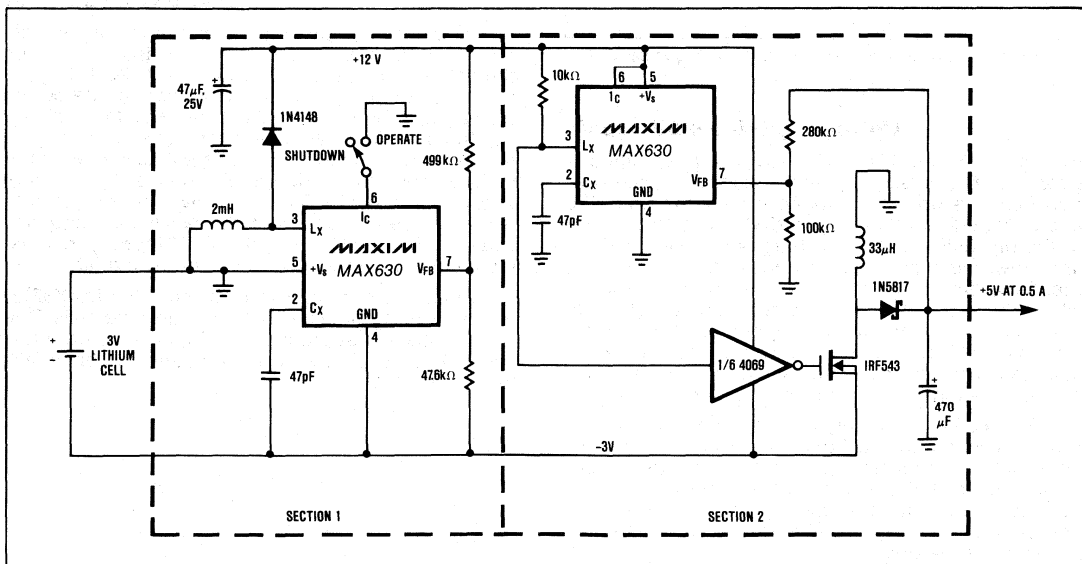 +12 V
47μF,
25V
1N4148
OPERATE
SHUTDOWN
499kΩ
6
IC
2mH
3
LX
MAXIM
MAX630
5
+VS
VFB
7
2
CX
GND
4
+
−
3V
LITHIUM
CELL
47pF
47.6kΩ
SECTION 1
10kΩ
6
5
IC
+VS
MAXIM
MAX630
3
LX
2
CX
VFB
7
GND
4
47pF
280kΩ
100kΩ
33μH
1N5817
+5V AT 0.5 A
1/6 4069
IRF543
+
470
μF
−3V
SECTION 2